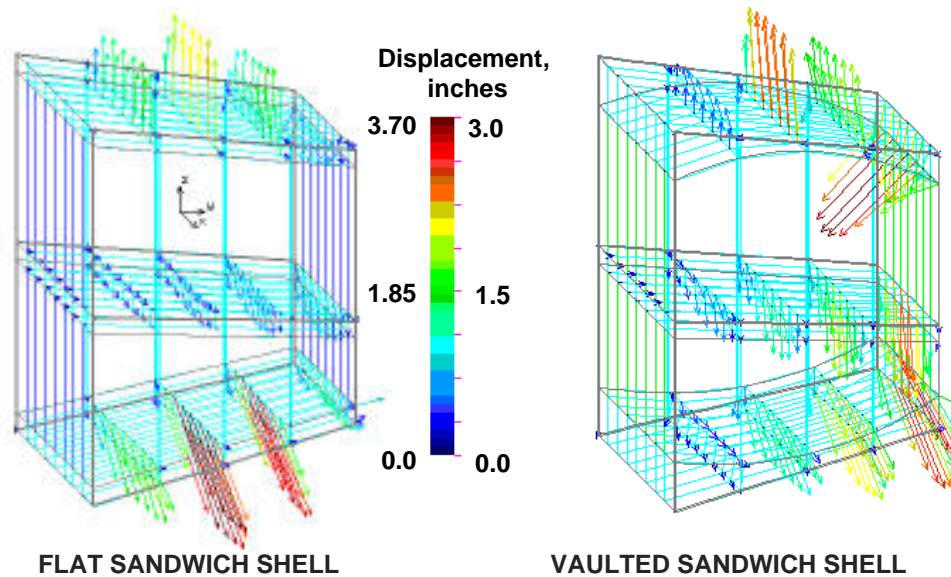 Displacement,
inches
3.70 3.0
z
y
x
1.85 1.5
0.0 0.0
FLAT SANDWICH SHELL
VAULTED SANDWICH SHELL